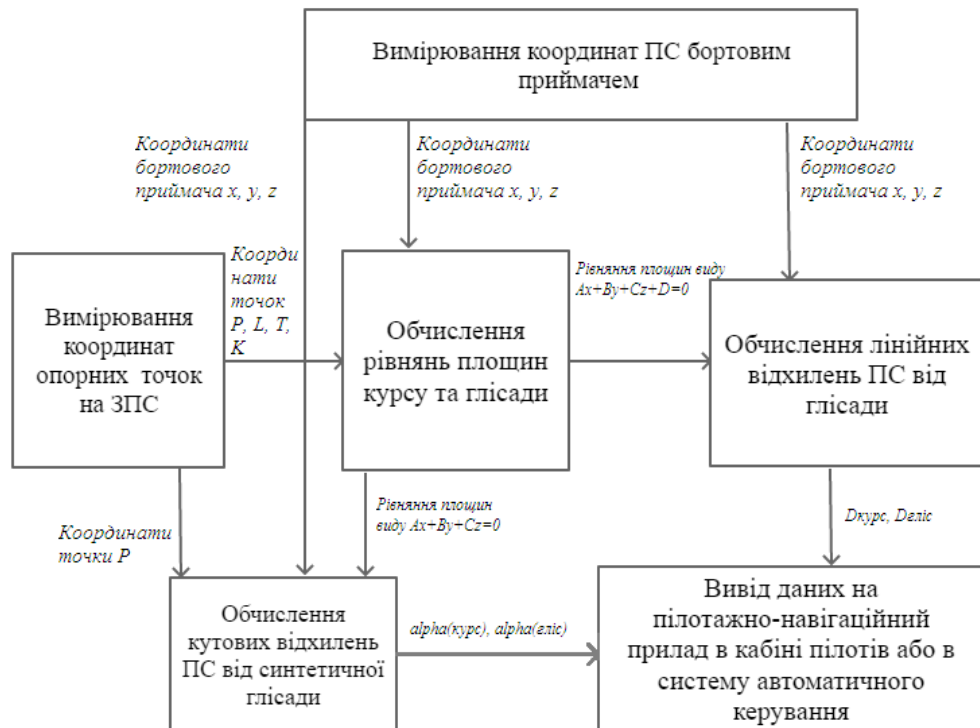 Вимірювання координат ПС бортовим
приймачем
Координати
бортового
приймача x, y, z
Координати
бортового
приймача x, y, z
Координати
бортового
приймача x, y, z
Коорди
нати
точок
P, L, T,
K
Рівняння площин виду
Ax+By+Cz+D=0
Вимірювання
координат
опорних точок
на ЗПС
Обчислення
рівнянь площин
курсу та глісади
Обчислення лінійних
відхилень ПС від
глісади
Координати
точки P
Рівняння площин
виду Ax+By+Cz=0
Dкурс, Dгліс
Обчислення
кутових відхилень
ПС від синтетичної
глісади
alpha(курс), alpha(гліс)
Вивід даних на
пілотажно-навігаційний
прилад в кабіні пілотів або в
систему автоматичного
керування